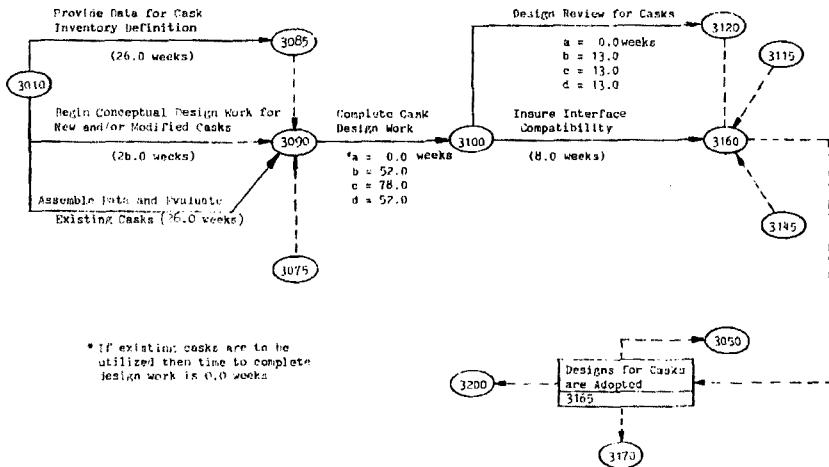 Provide Data for Cask
Inventory Definition
(26.0 weeks)
3085
3010
Begin Conceptual Design Work for
New and/or Modified Casks
(26.0 weeks)
3090
Assemble Data and Evaluate
Existing Casks (26.0 weeks)
3075
Complete Cask
Design Work
*a = 0.0 weeks
b = 52.0
c = 78.0
d = 52.0
3100
Design Review for Casks
a = 0.0 weeks
b = 13.0
c = 13.0
d = 13.0
3120
3115
Insure Interface
Compatibility
(8.0 weeks)
3160
3145
* If existing casks are to be
utilized then time to complete
design work is 0.0 weeks
3050
Designs for Casks
are Adopted
3165
3200
3170